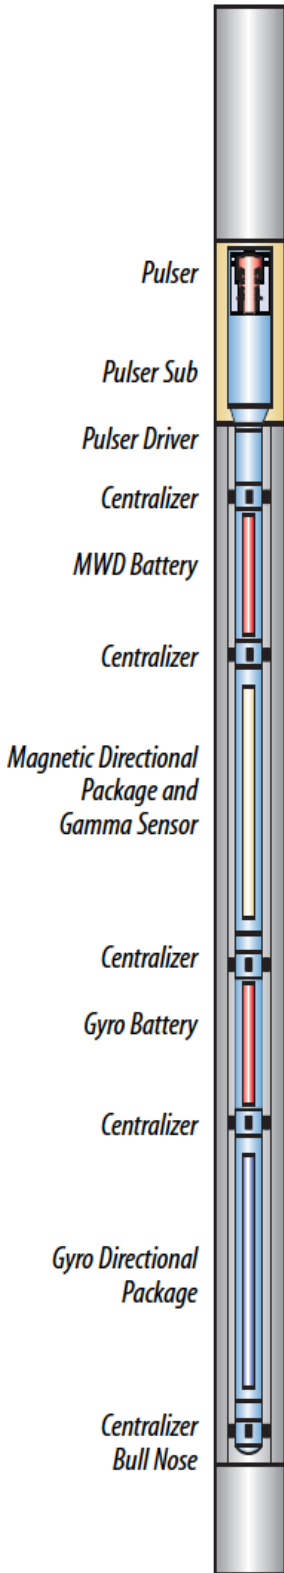 Pulser
Pulser Sub
Pulser Driver
Centralizer
MWD Battery
Centralizer
Magnetic Directional
Package and
Gamma Sensor
Centralizer
Gyro Battery
Centralizer
Gyro Directional
Package
Centralizer
Bull Nose